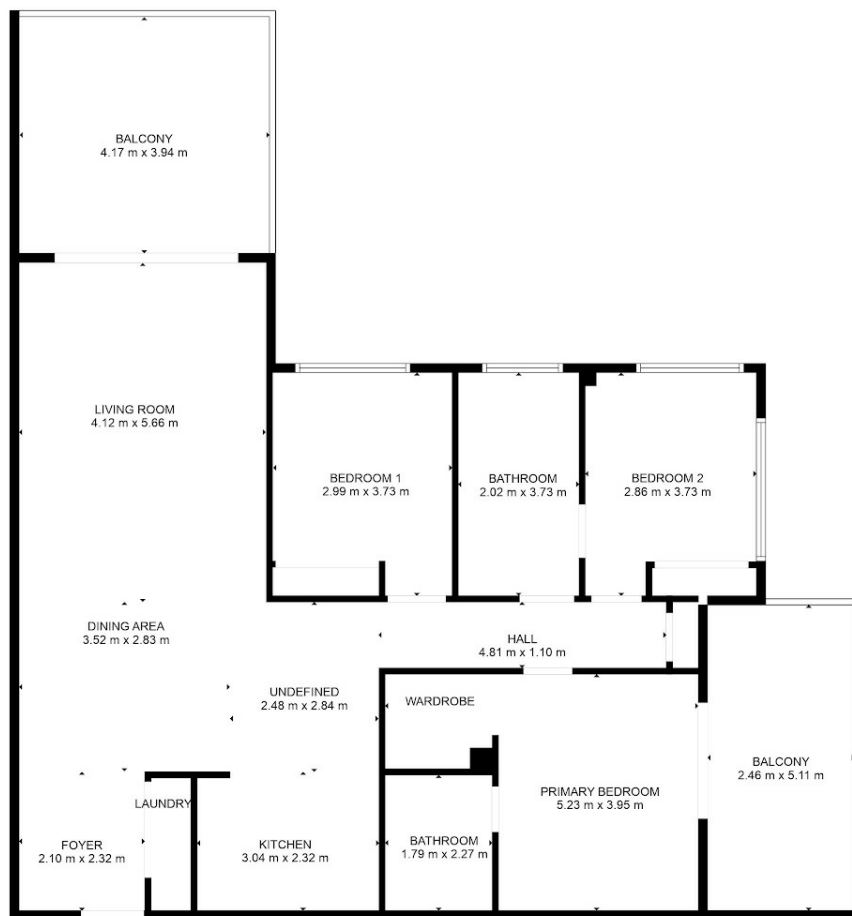 BALCONY
4.17 m x 3.94 m
LIVING ROOM
4.12 m x 5.66 m
BEDROOM 1
2.99 m x 3.73 m
BATHROOM
2.02 m x 3.73 m
BEDROOM 2
2.86 m x 3.73 m
DINING AREA
3.52 m x 2.83 m
HALL
4.81 m x 1.10 m
UNDEFINED
2.48 m x 2.84 m
WARDROBE
BALCONY
2.46 m x 5.11 m
PRIMARY BEDROOM
5.23 m x 3.95 m
LAUNDRY
FOYER
2.10 m x 2.32 m
KITCHEN
3.04 m x 2.32 m
BATHROOM
1.79 m x 2.27 m